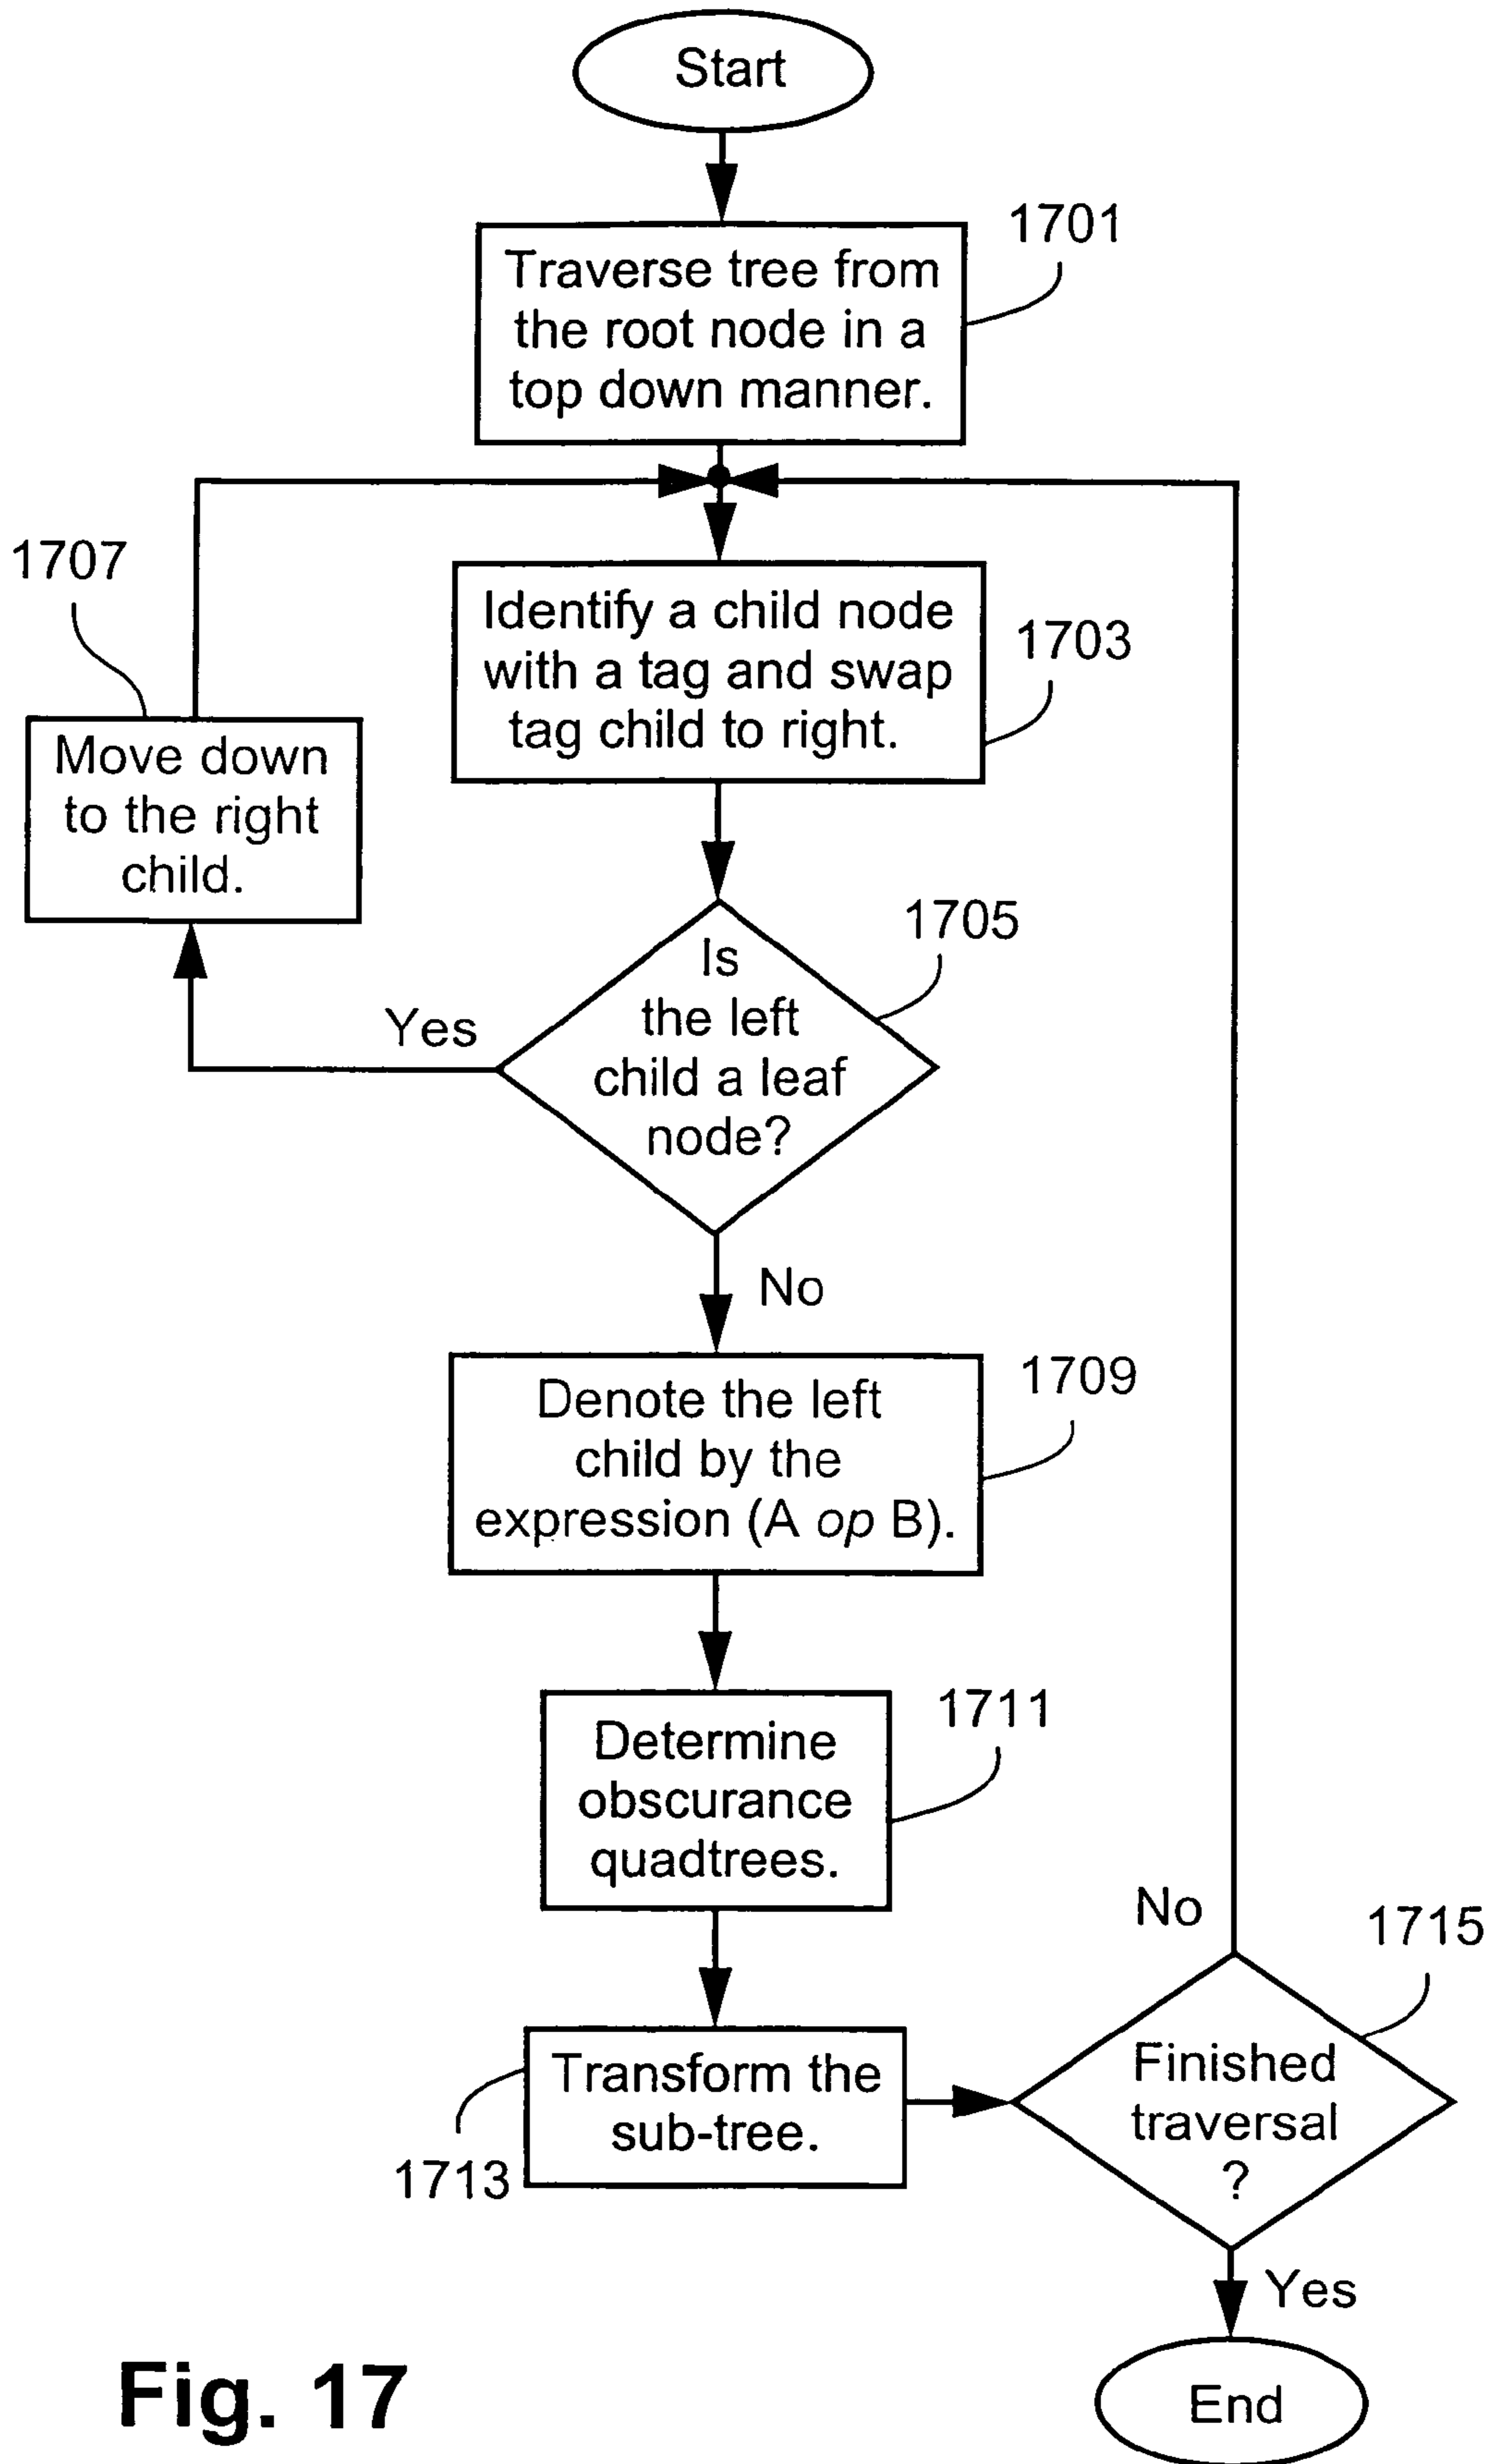 Start
1701
Traverse tree from
the root node in a
top down manner.
1707
Identify a child node
with a tag and swap
tag child to right.
1703
Move down
to the right
child.
1705
Is
the left
child a leaf
node?
Yes
No
1709
Denote the left
child by the
expression (A op B).
1711
Determine
obscurance
quadtrees.
No
1715
Transform the
sub-tree.
1713
Finished
traversal
?
Yes
End
Fig. 17